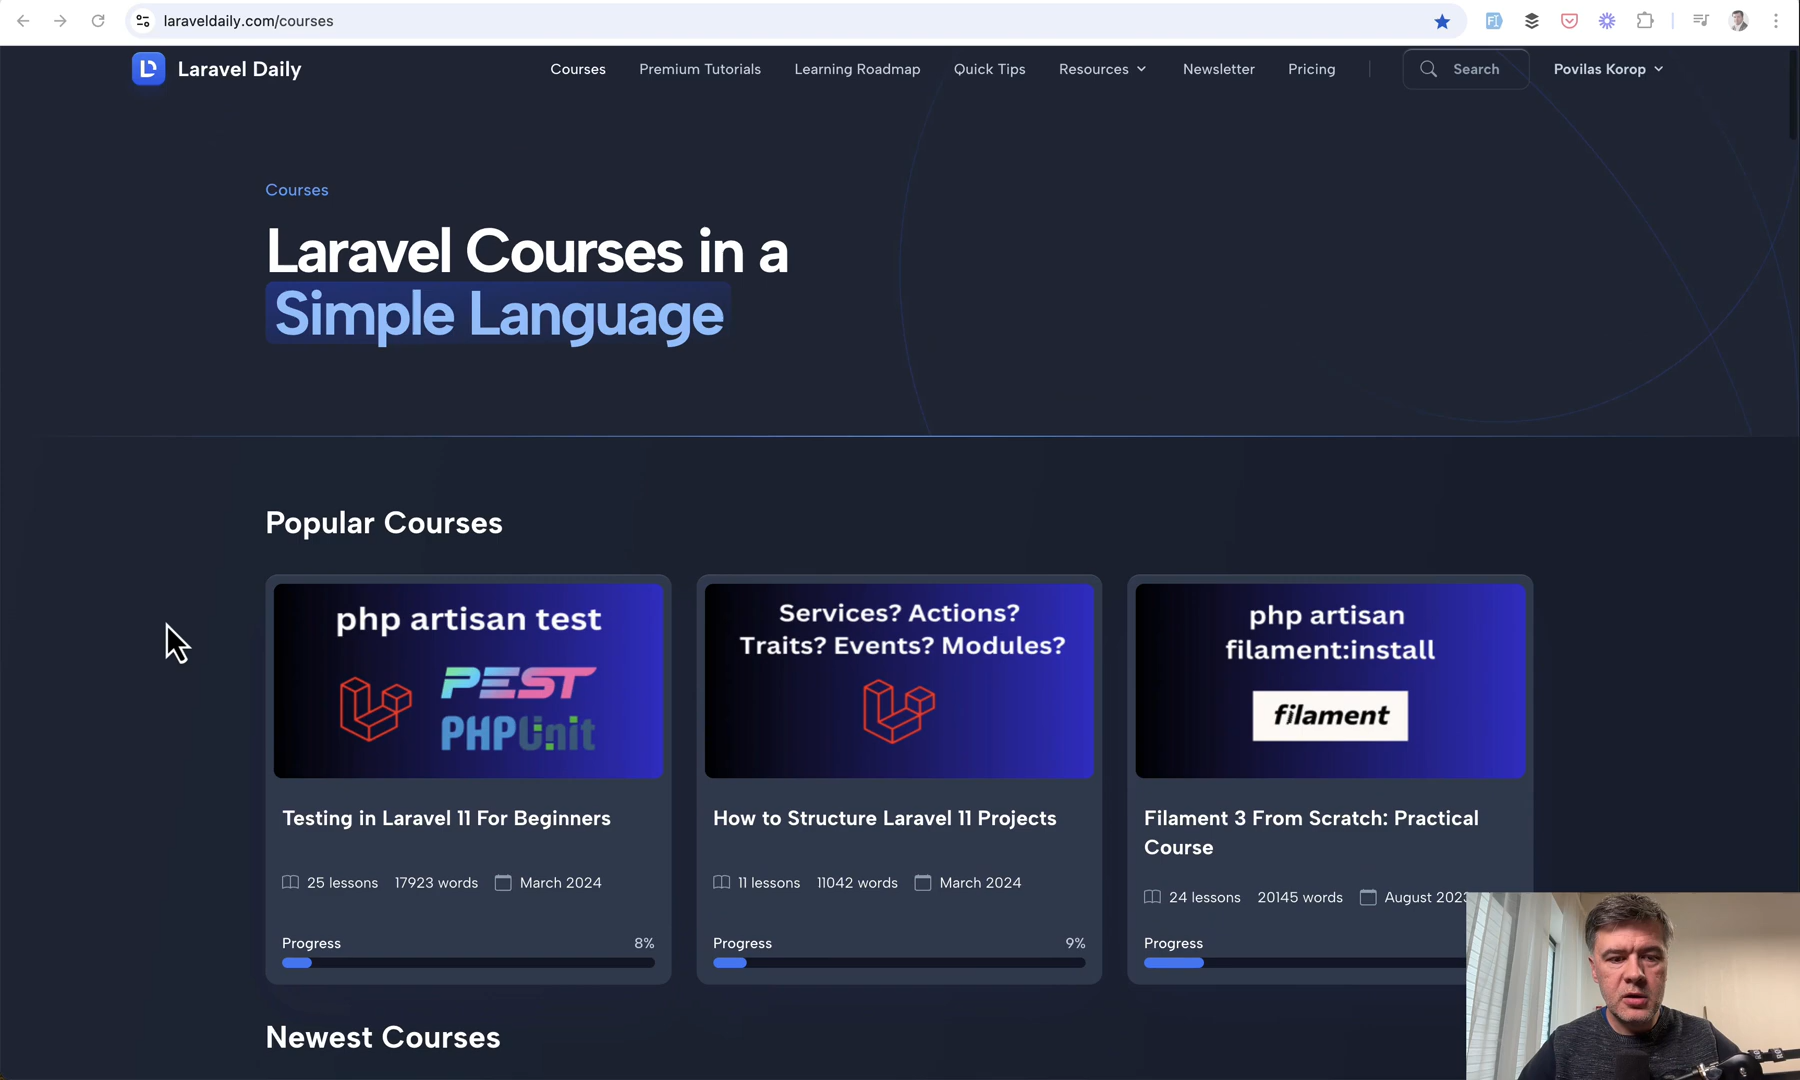 laraveldaily.com/courses
Laravel Daily
Courses
Premium Tutorials
Learning Roadmap
Quick Tips
Resources
Newsletter
Pricing
Search
Povilas Korop
Courses
Laravel Courses in a
Simple Language
Popular Courses
php artisan test
PEST
PHPUnit
Testing in Laravel 11 For Beginners
25 lessons 17923 words March 2024
Progress 8%
Services? Actions?
Traits? Events? Modules?
How to Structure Laravel 11 Projects
11 lessons 11042 words March 2024
Progress 9%
php artisan
filament:install
filament
Filament 3 From Scratch: Practical
Course
24 lessons 20145 words August 2023
Progress
Newest Courses